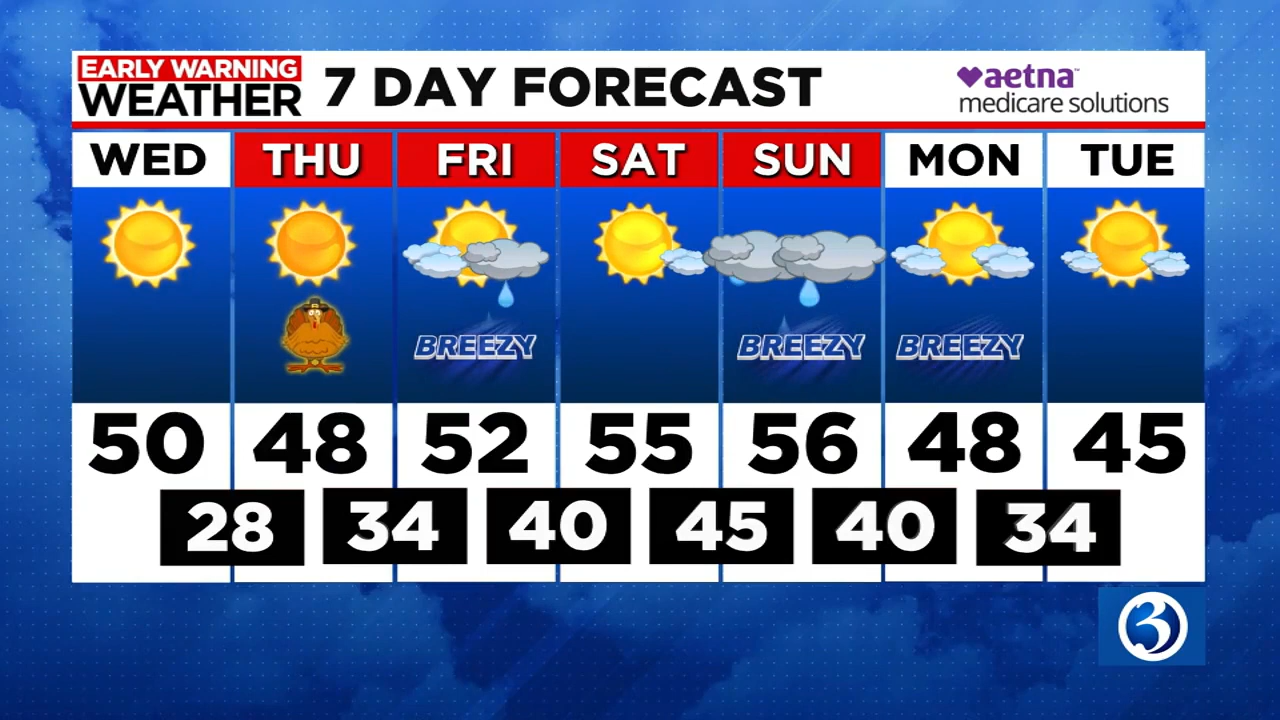 EARLY WARNING
WEATHER
7 DAY FORECAST
aetna™
medicare solutions
WED THU FRI SAT SUN MON TUE
BREEZY BREEZY BREEZY
50 48 52 55 56 48 45
28 34 40 45 40 34
3